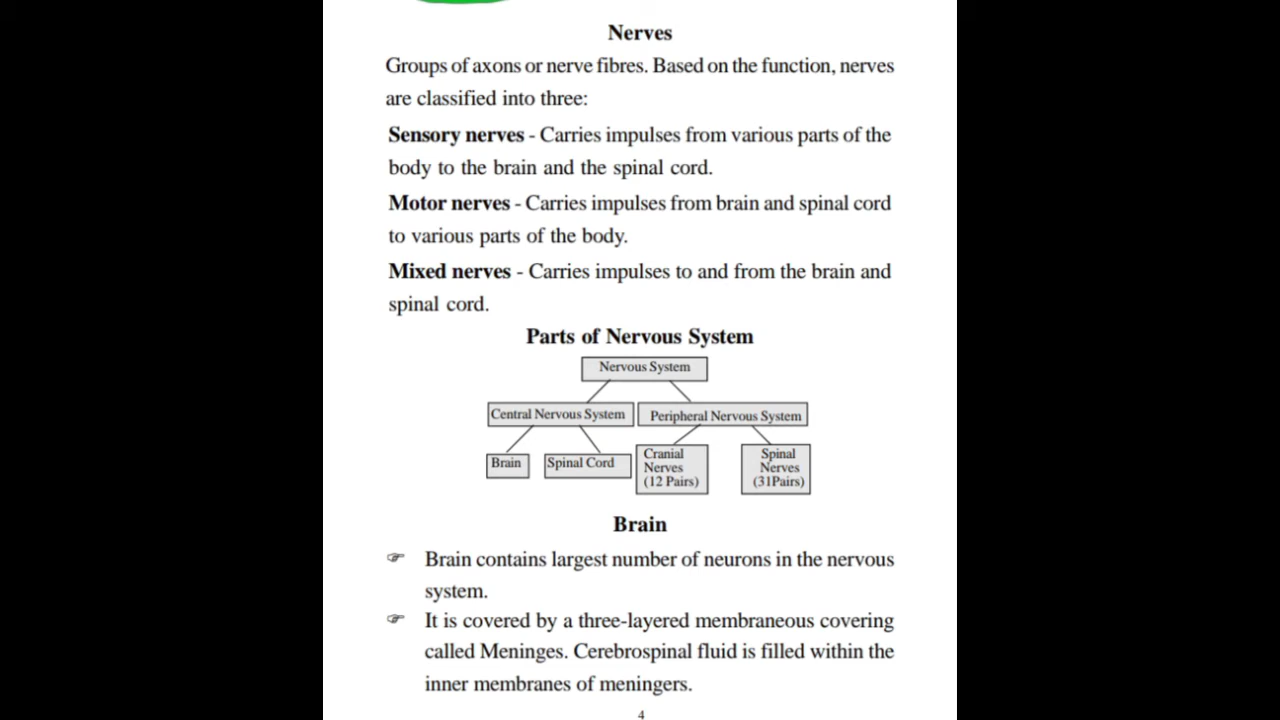 Nerves
Groups of axons or nerve fibres. Based on the function, nerves
are classified into three:
Sensory nerves - Carries impulses from various parts of the
body to the brain and the spinal cord.
Motor nerves - Carries impulses from brain and spinal cord
to various parts of the body.
Mixed nerves - Carries impulses to and from the brain and
spinal cord.
Parts of Nervous System
Nervous System
Central Nervous System
Peripheral Nervous System
Brain
Spinal Cord
Cranial
Nerves
(12 Pairs)
Spinal
Nerves
(31Pairs)
Brain
☞ Brain contains largest number of neurons in the nervous
system.
☞ It is covered by a three-layered membraneous covering
called Meninges. Cerebrospinal fluid is filled within the
inner membranes of meningers.
4